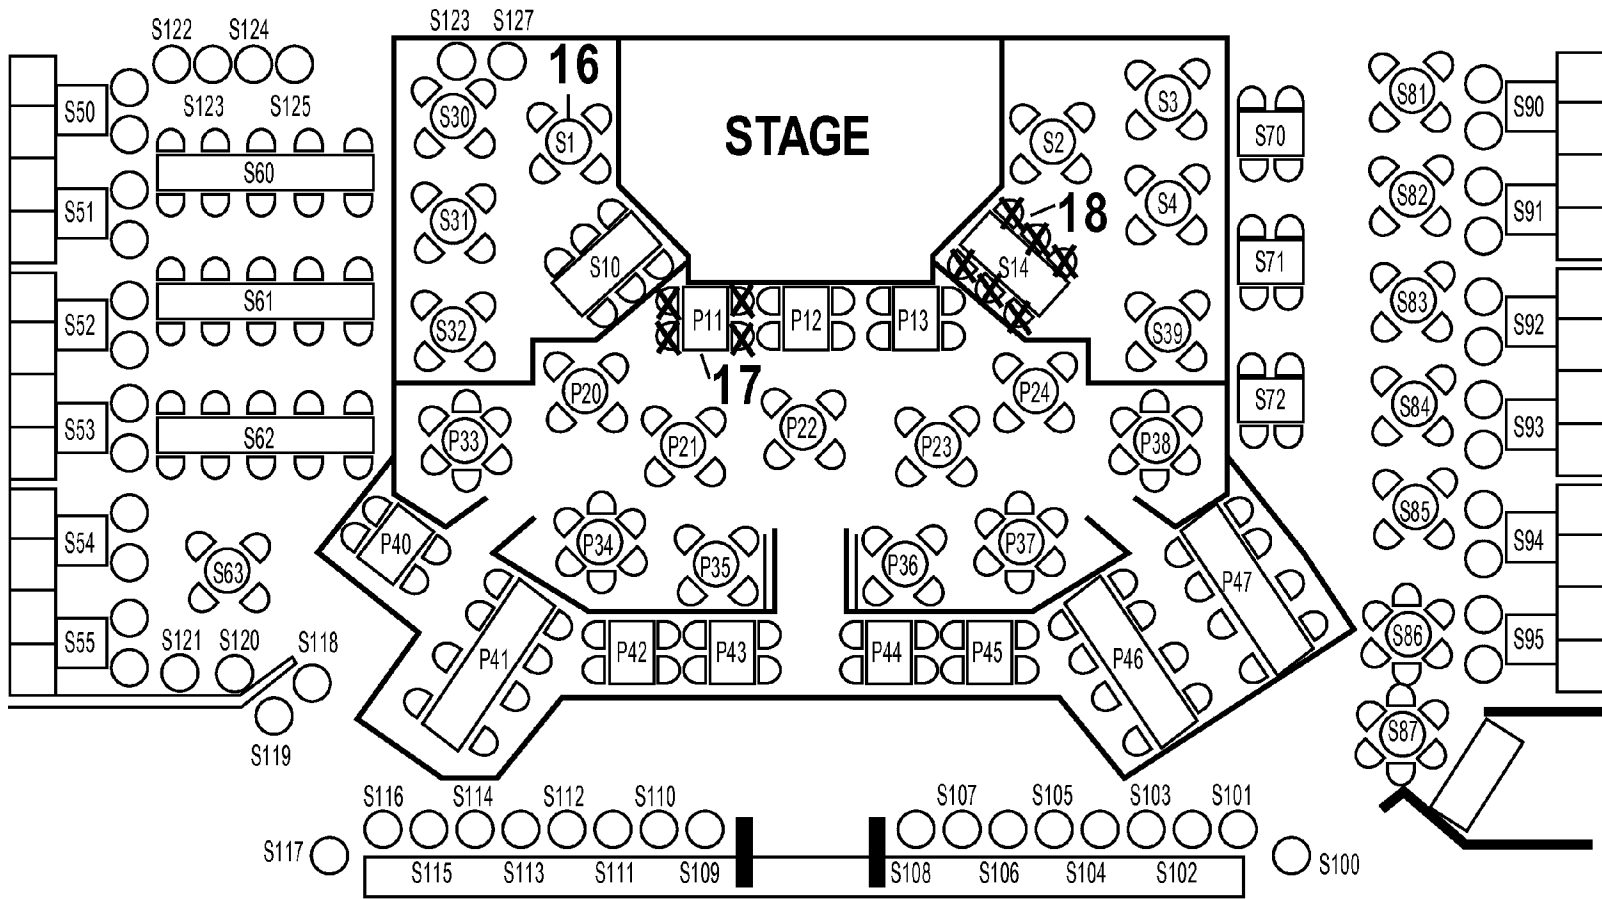 S122 S124 S123 S127
16
S123 S125
S50 S30 S1 STAGE S2 S3 S70 S81 S90
S60
S51 S31 S10 S14 18 S4 S71 S82 S91
S61
S52 S32 P11 P12 P13 S39 S83 S92
17
P20 P24 S72
S53 S62 P33 P21 P22 P23 P38 S84 S93
S54 P40 P34 P35 P36 P37 P47 S85 S94
S63
S55 S121 S120 S118 P41 P42 P43 P44 P45 P46 S86 S95
S119 S87
S116 S114 S112 S110 S107 S105 S103 S101
S117 S115 S113 S111 S109 S108 S106 S104 S102 S100